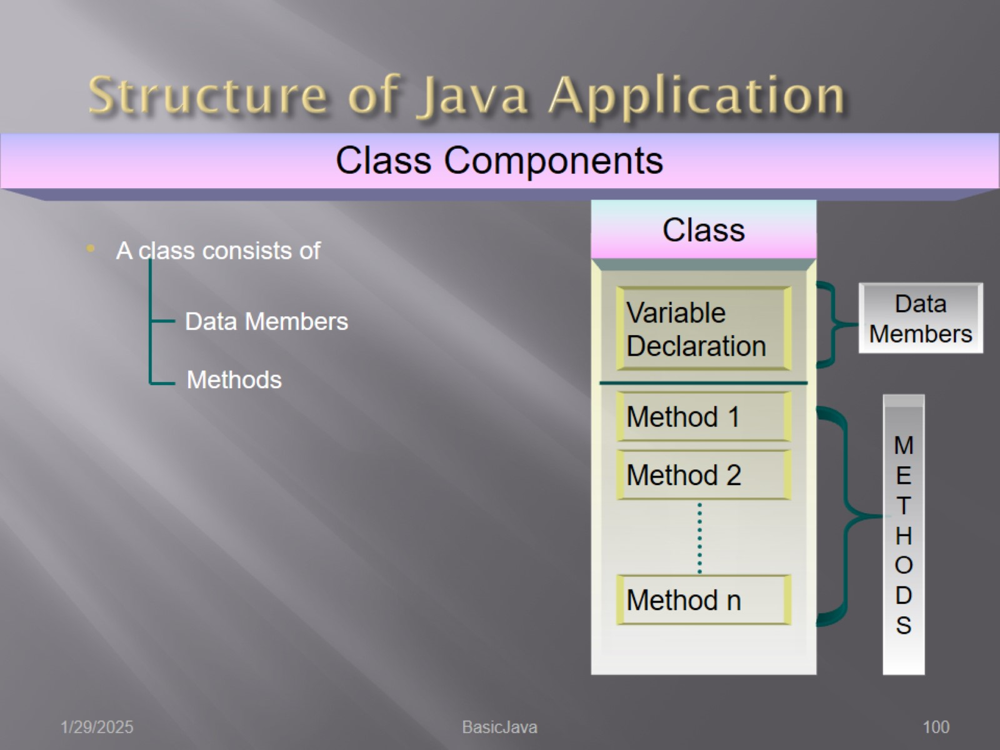 Structure of Java Application
Class Components
• A class consists of
Data Members
Methods
Class
Variable
Declaration
Data
Members
Method 1
Method 2
Method n
M
E
T
H
O
D
S
1/29/2025
BasicJava
100